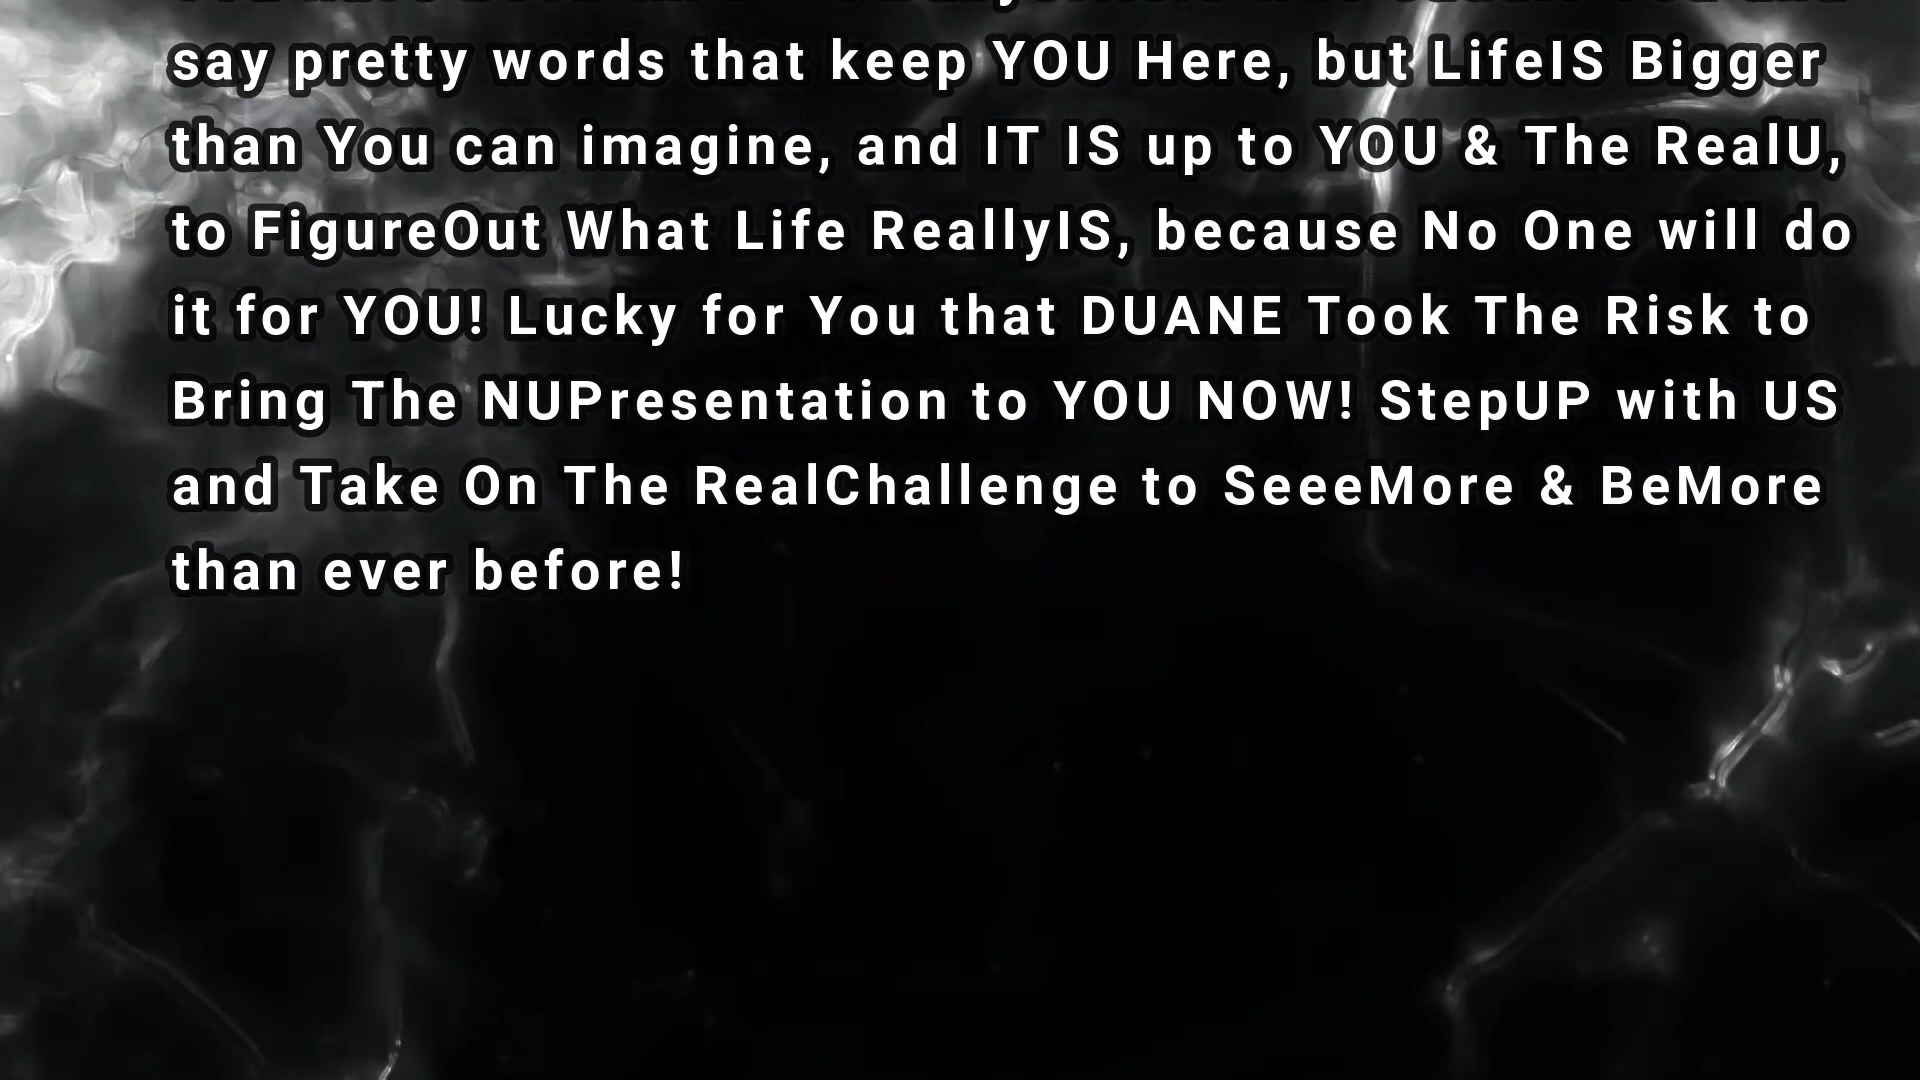 say pretty words that keep YOU Here, but LifeIS Bigger
than You can imagine, and IT IS up to YOU & The RealU,
to FigureOut What Life ReallyIS, because No One will do
it for YOU! Lucky for You that DUANE Took The Risk to
Bring The NUPresentation to YOU NOW! StepUP with US
and Take On The RealChallenge to SeeeMore & BeMore
than ever before!